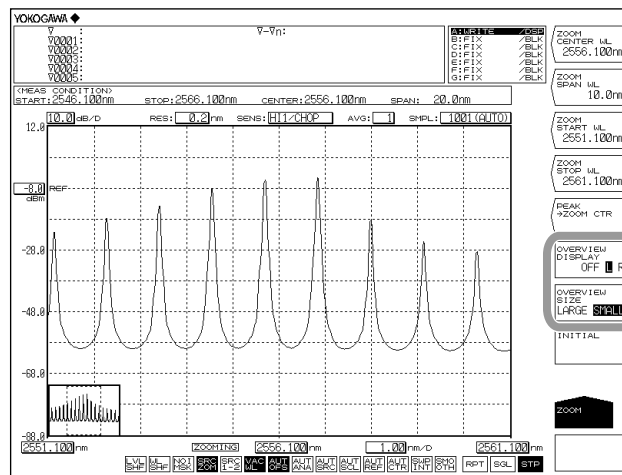 YOKOGAWA ◆
∇ :
∇0001:
∇0002:
∇0003:
∇0004:
∇0005:
∇-∇n:
A:WRITE /DSP
B:FIX /BLK
C:FIX /BLK
D:FIX /BLK
E:FIX /BLK
F:FIX /BLK
G:FIX /BLK
<MEAS CONDITION>
START:2546.100nm STOP:2566.100nm CENTER:2556.100nm SPAN: 20.0nm
10.0 dB/D RES: 0.2 nm SENS: HI1/CHOP AVG: 1 SMPL: 1001(AUTO)
12.0
-8.0 REF
dBm
-28.0
-48.0
-68.0
-88.0
2551.100 nm ZOOMING 2556.100 nm 1.00 nm/D 2561.100 nm
LVL SHF
WL SHF
NOI MSK
SRC ZOM
SRC 1-2
VAC WL
AUT OFS
AUT ANA
AUT SRC
AUT SCL
AUT REF
AUT CTR
SWP INT
SMO OTH
RPT
SGL
STP
ZOOM
CENTER WL
2556.100nm
ZOOM
SPAN WL
10.0nm
ZOOM
START WL
2551.100nm
ZOOM
STOP WL
2561.100nm
PEAK
→ZOOM CTR
OVERVIEW
DISPLAY
OFF L R
OVERVIEW
SIZE
LARGE SMALL
INITIAL
ZOOM